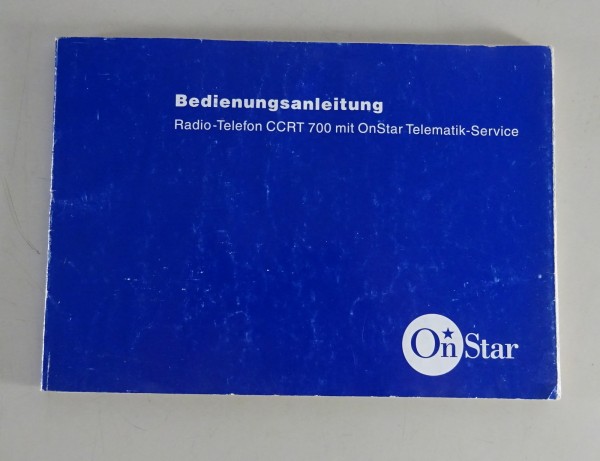 Bedienungsanleitung
Radio-Telefon CCRT 700 mit OnStar Telematik-Service
OnStar